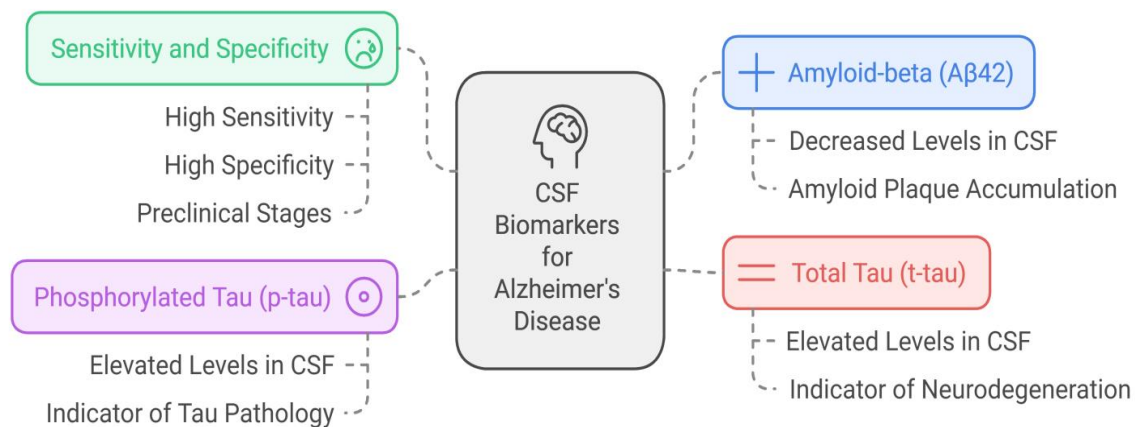 Sensitivity and Specificity
High Sensitivity
High Specificity
Preclinical Stages
Phosphorylated Tau (p-tau)
Elevated Levels in CSF
Indicator of Tau Pathology
CSF
Biomarkers
for
Alzheimer's
Disease
Amyloid-beta (Aβ42)
Decreased Levels in CSF
Amyloid Plaque Accumulation
Total Tau (t-tau)
Elevated Levels in CSF
Indicator of Neurodegeneration